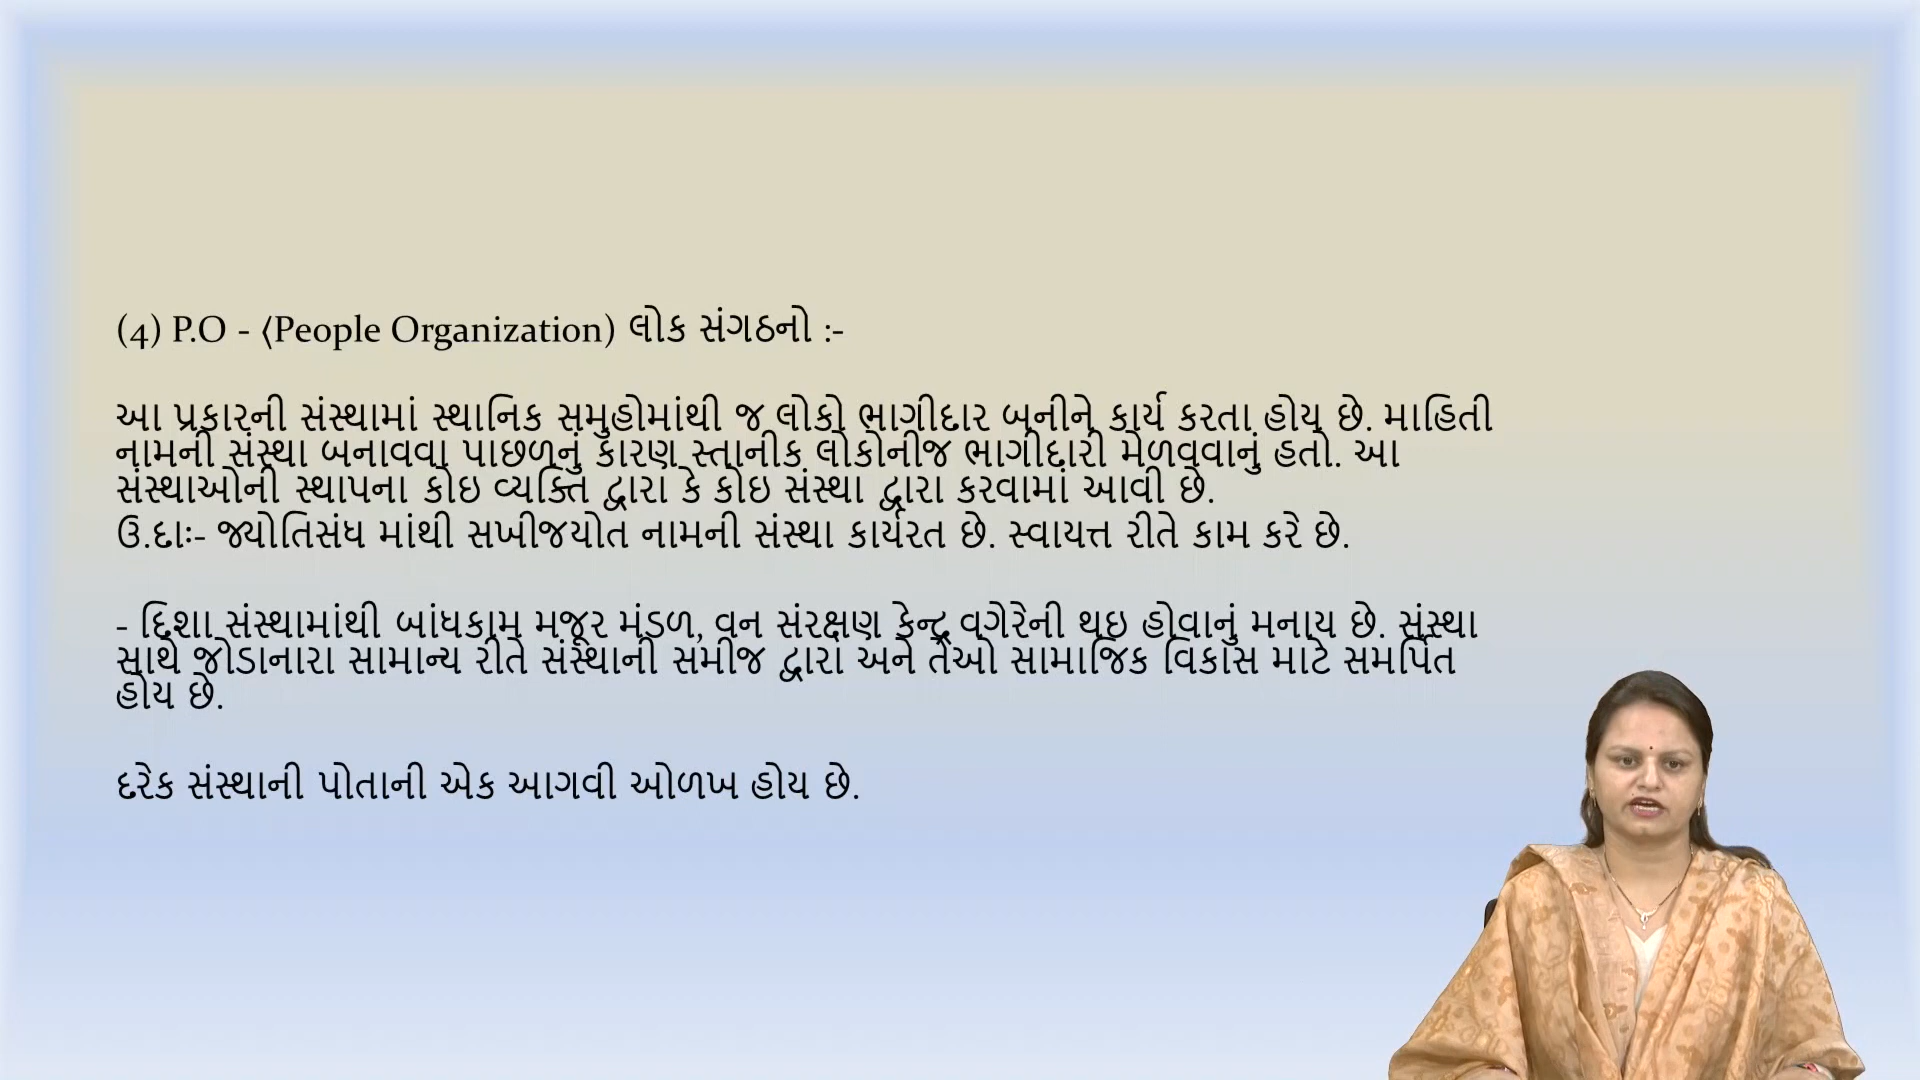 (4) P.O - (People Organization) લોક સંગઠનો :-
આ પ્રકારની સંસ્થામાં સ્થાનિક સમુહોમાંથી જ લોકો ભાગીદાર બનીને કાર્ય કરતા હોય છે. માહિતી
નામની સંસ્થા બનાવવા પાછળનું કારણ સ્તાનીક લોકોનીજ ભાગીદારી મેળવવાનું હતો. આ
સંસ્થાઓની સ્થાપના કોઇ વ્યક્તિ દ્વારા કે કોઇ સંસ્થા દ્વારા કરવામાં આવી છે.
ઉ.દાઃ- જ્યોતિસંધ માંથી સખીજયોત નામની સંસ્થા કાર્યરત છે. સ્વાયત્ત રીતે કામ કરે છે.
- દિશા સંસ્થામાંથી બાંધકામ મજૂર મંડળ, વન સંરક્ષણ કેન્દ્ર વગેરેની થઇ હોવાનું મનાય છે. સંસ્થા
સાથે જોડાનારા સામાન્ય રીતે સંસ્થાની સમીજ દ્વારા અને તેઓ સામાજિક વિકાસ માટે સમર્પિત
હોય છે.
દરેક સંસ્થાની પોતાની એક આગવી ઓળખ હોય છે.